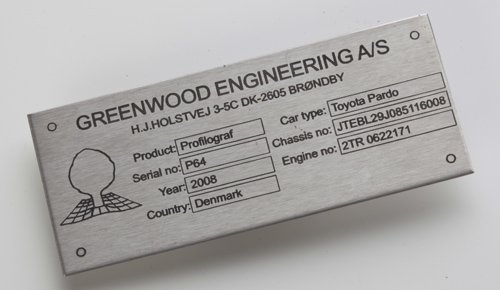 GREENWOOD ENGINEERING A/S
H.J.HOLSTVEJ 3-5C DK-2605 BRØNDBY
Product: Profilograf
Serial no: P64
Year: 2008
Country: Denmark
Car type: Toyota Pardo
Chassis no: JTEBL29J085116008
Engine no: 2TR 0622171